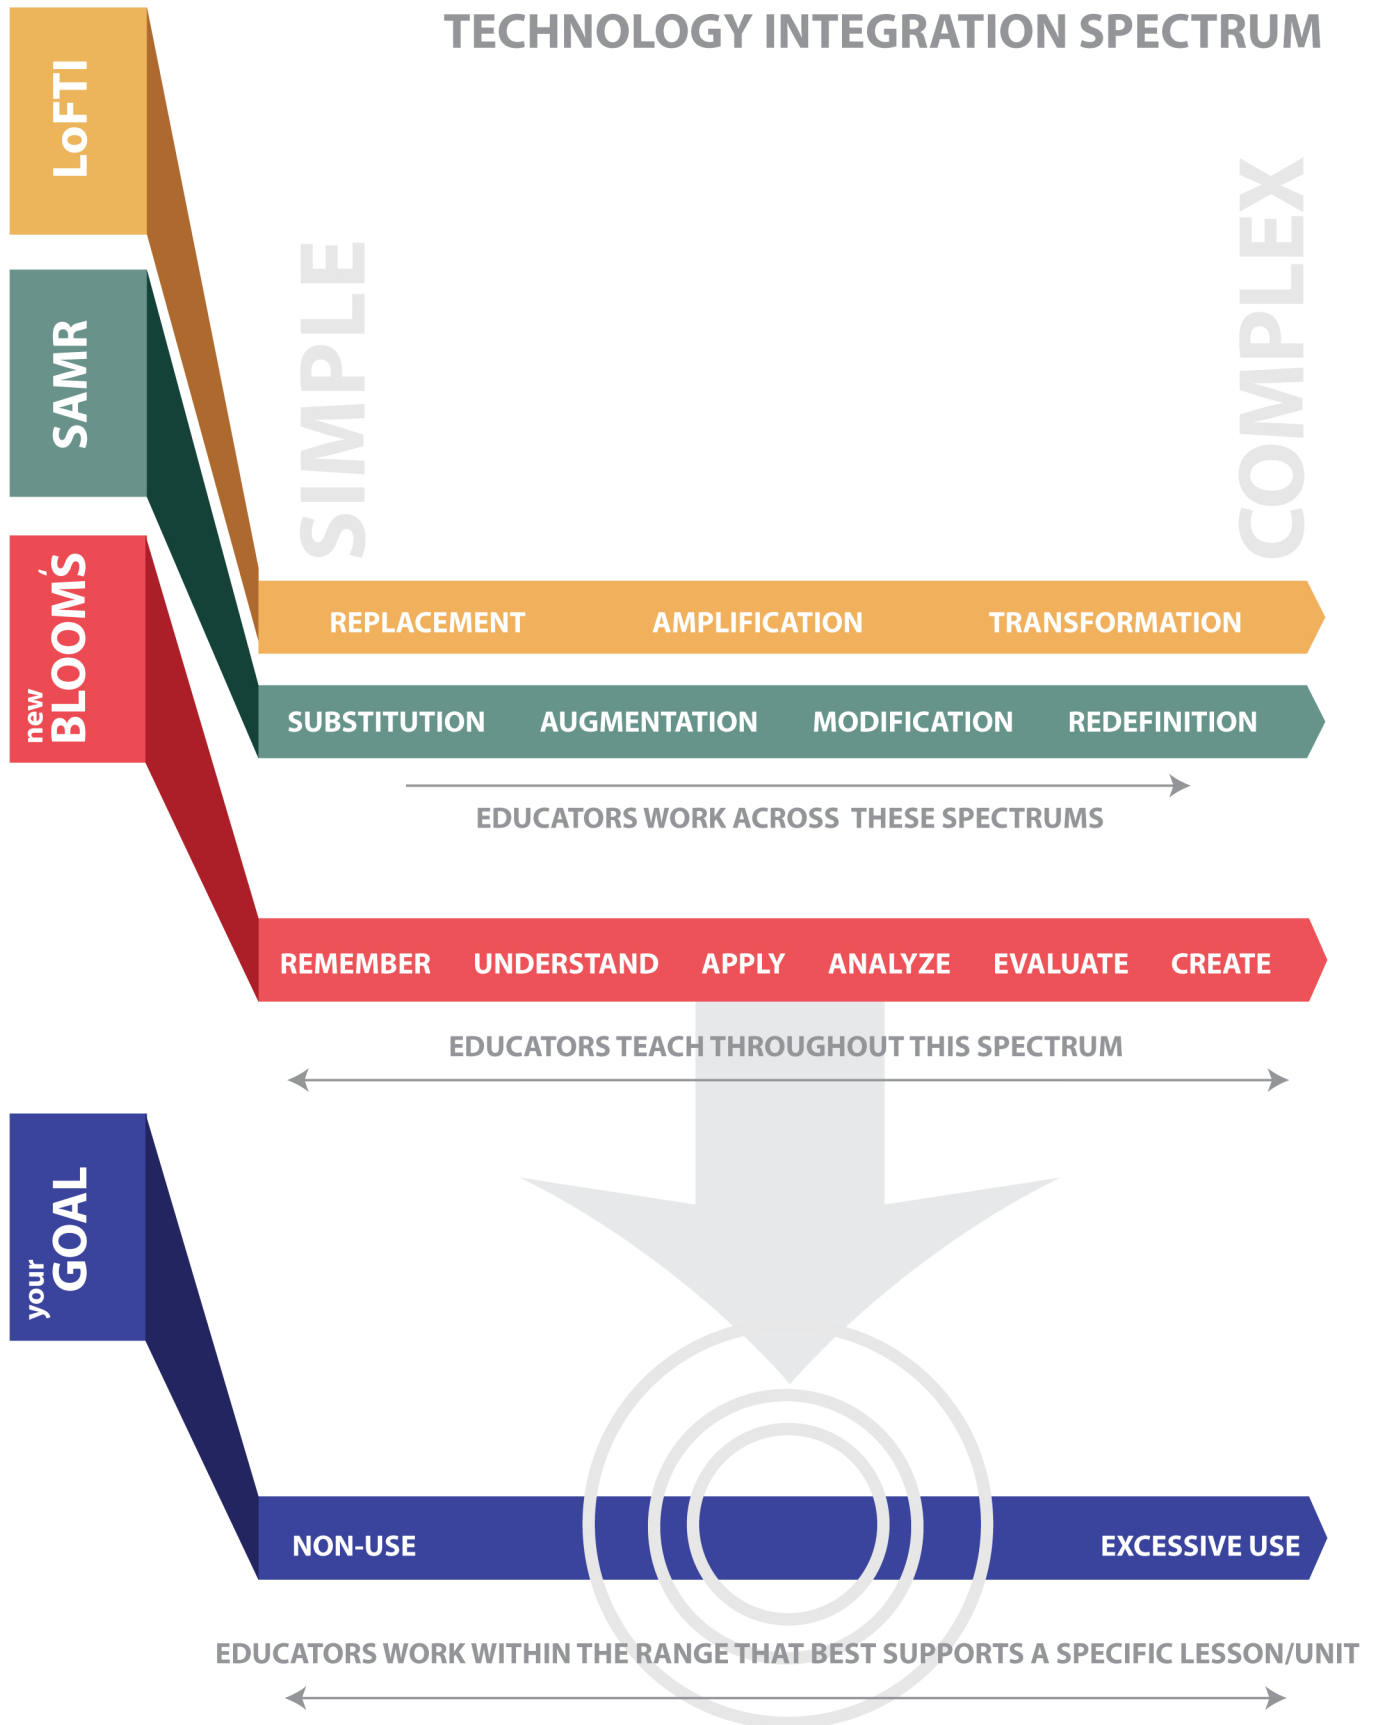 TECHNOLOGY INTEGRATION SPECTRUM
LoFTI
SAMR
new
BLOOM'S
your
GOAL
SIMPLE
COMPLEX
REPLACEMENT AMPLIFICATION TRANSFORMATION
SUBSTITUTION AUGMENTATION MODIFICATION REDEFINITION
EDUCATORS WORK ACROSS THESE SPECTRUMS
REMEMBER UNDERSTAND APPLY ANALYZE EVALUATE CREATE
EDUCATORS TEACH THROUGHOUT THIS SPECTRUM
NON-USE EXCESSIVE USE
EDUCATORS WORK WITHIN THE RANGE THAT BEST SUPPORTS A SPECIFIC LESSON/UNIT